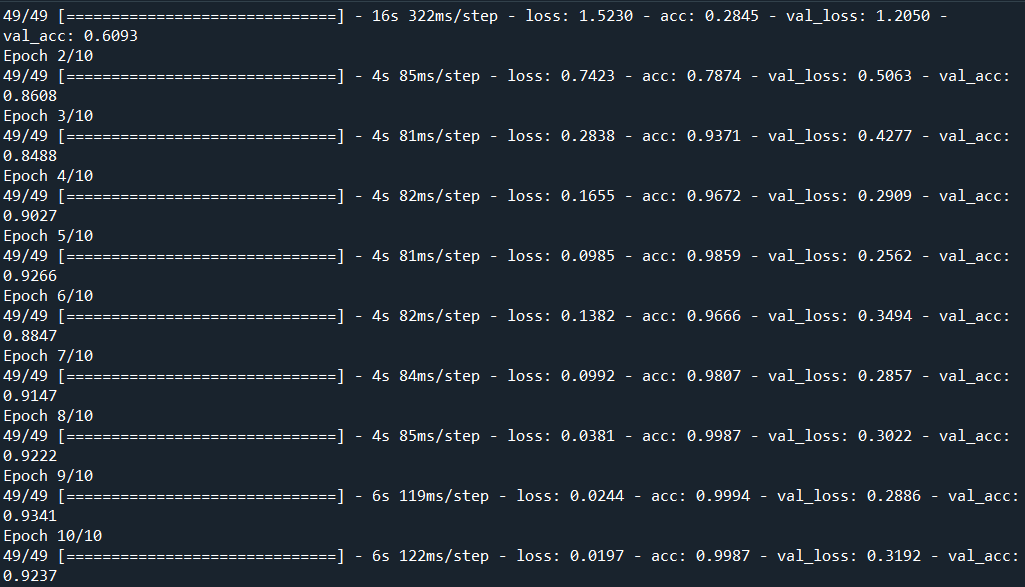 49/49 [==============================] - 16s 322ms/step - loss: 1.5230 - acc: 0.2845 - val_loss: 1.2050 -
val_acc: 0.6093
Epoch 2/10
49/49 [==============================] - 4s 85ms/step - loss: 0.7423 - acc: 0.7874 - val_loss: 0.5063 - val_acc:
0.8608
Epoch 3/10
49/49 [==============================] - 4s 81ms/step - loss: 0.2838 - acc: 0.9371 - val_loss: 0.4277 - val_acc:
0.8488
Epoch 4/10
49/49 [==============================] - 4s 82ms/step - loss: 0.1655 - acc: 0.9672 - val_loss: 0.2909 - val_acc:
0.9027
Epoch 5/10
49/49 [==============================] - 4s 81ms/step - loss: 0.0985 - acc: 0.9859 - val_loss: 0.2562 - val_acc:
0.9266
Epoch 6/10
49/49 [==============================] - 4s 82ms/step - loss: 0.1382 - acc: 0.9666 - val_loss: 0.3494 - val_acc:
0.8847
Epoch 7/10
49/49 [==============================] - 4s 84ms/step - loss: 0.0992 - acc: 0.9807 - val_loss: 0.2857 - val_acc:
0.9147
Epoch 8/10
49/49 [==============================] - 4s 85ms/step - loss: 0.0381 - acc: 0.9987 - val_loss: 0.3022 - val_acc:
0.9222
Epoch 9/10
49/49 [==============================] - 6s 119ms/step - loss: 0.0244 - acc: 0.9994 - val_loss: 0.2886 - val_acc:
0.9341
Epoch 10/10
49/49 [==============================] - 6s 122ms/step - loss: 0.0197 - acc: 0.9987 - val_loss: 0.3192 - val_acc:
0.9237